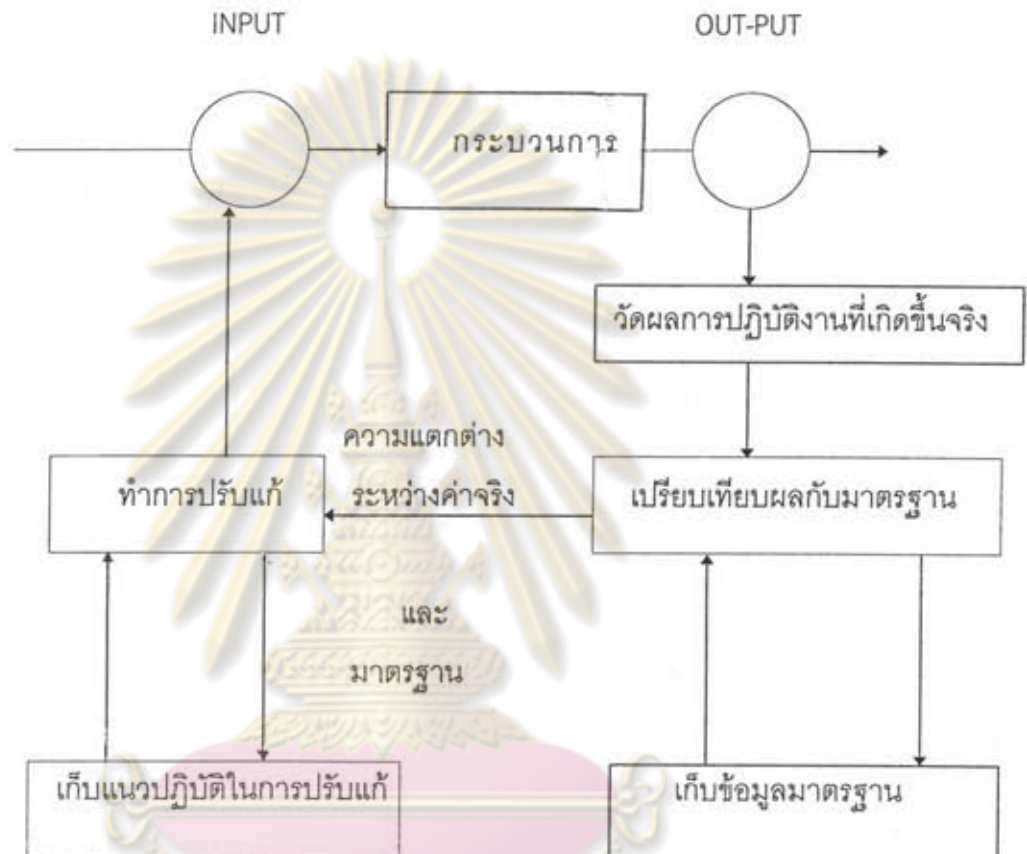 INPUT
OUT-PUT
กระบวนการ
วัดผลการปฏิบัติงานที่เกิดขึ้นจริง
ความแตกต่าง
ทำการปรับแก้
ระหว่างค่าจริง
เปรียบเทียบผลกับมาตรฐาน
และ
มาตรฐาน
เก็บแนวปฏิบัติในการปรับแก้
เก็บข้อมูลมาตรฐาน